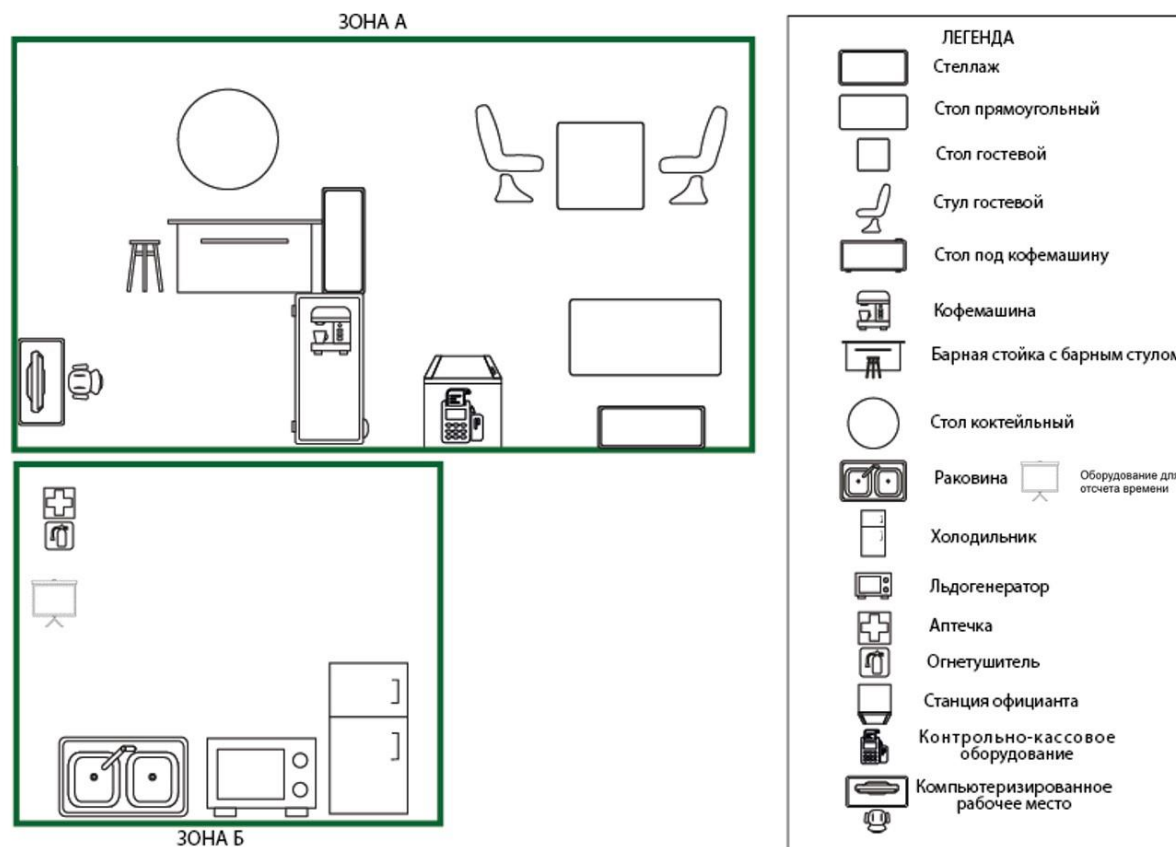 ЗОНА А
ЗОНА Б
ЛЕГЕНДА
Стеллаж
Стол прямоугольный
Стол гостевой
Стул гостевой
Стол под кофемашину
Кофемашина
Барная стойка с барным стулом
Стол коктейльный
Раковина
Оборудование для
отсчета времени
Холодильник
Льдогенератор
Аптечка
Огнетушитель
Станция официанта
Контрольно-кассовое
оборудование
Компьютеризированное
рабочее место